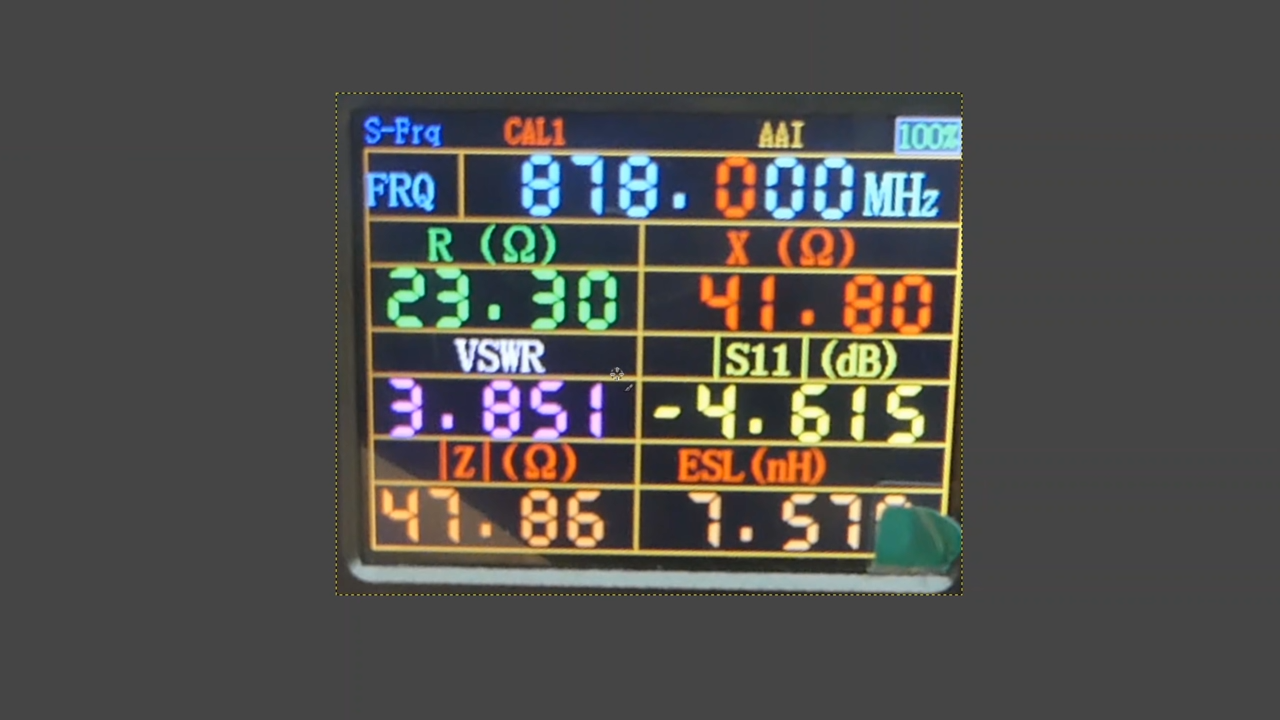 S-Frq CAL1 AAI 100%
FRQ 878.000 MHz
R (Ω) X (Ω)
23.30 41.80
VSWR |S11| (dB)
3.851 -4.615
|Z| (Ω) ESL(nH)
47.86